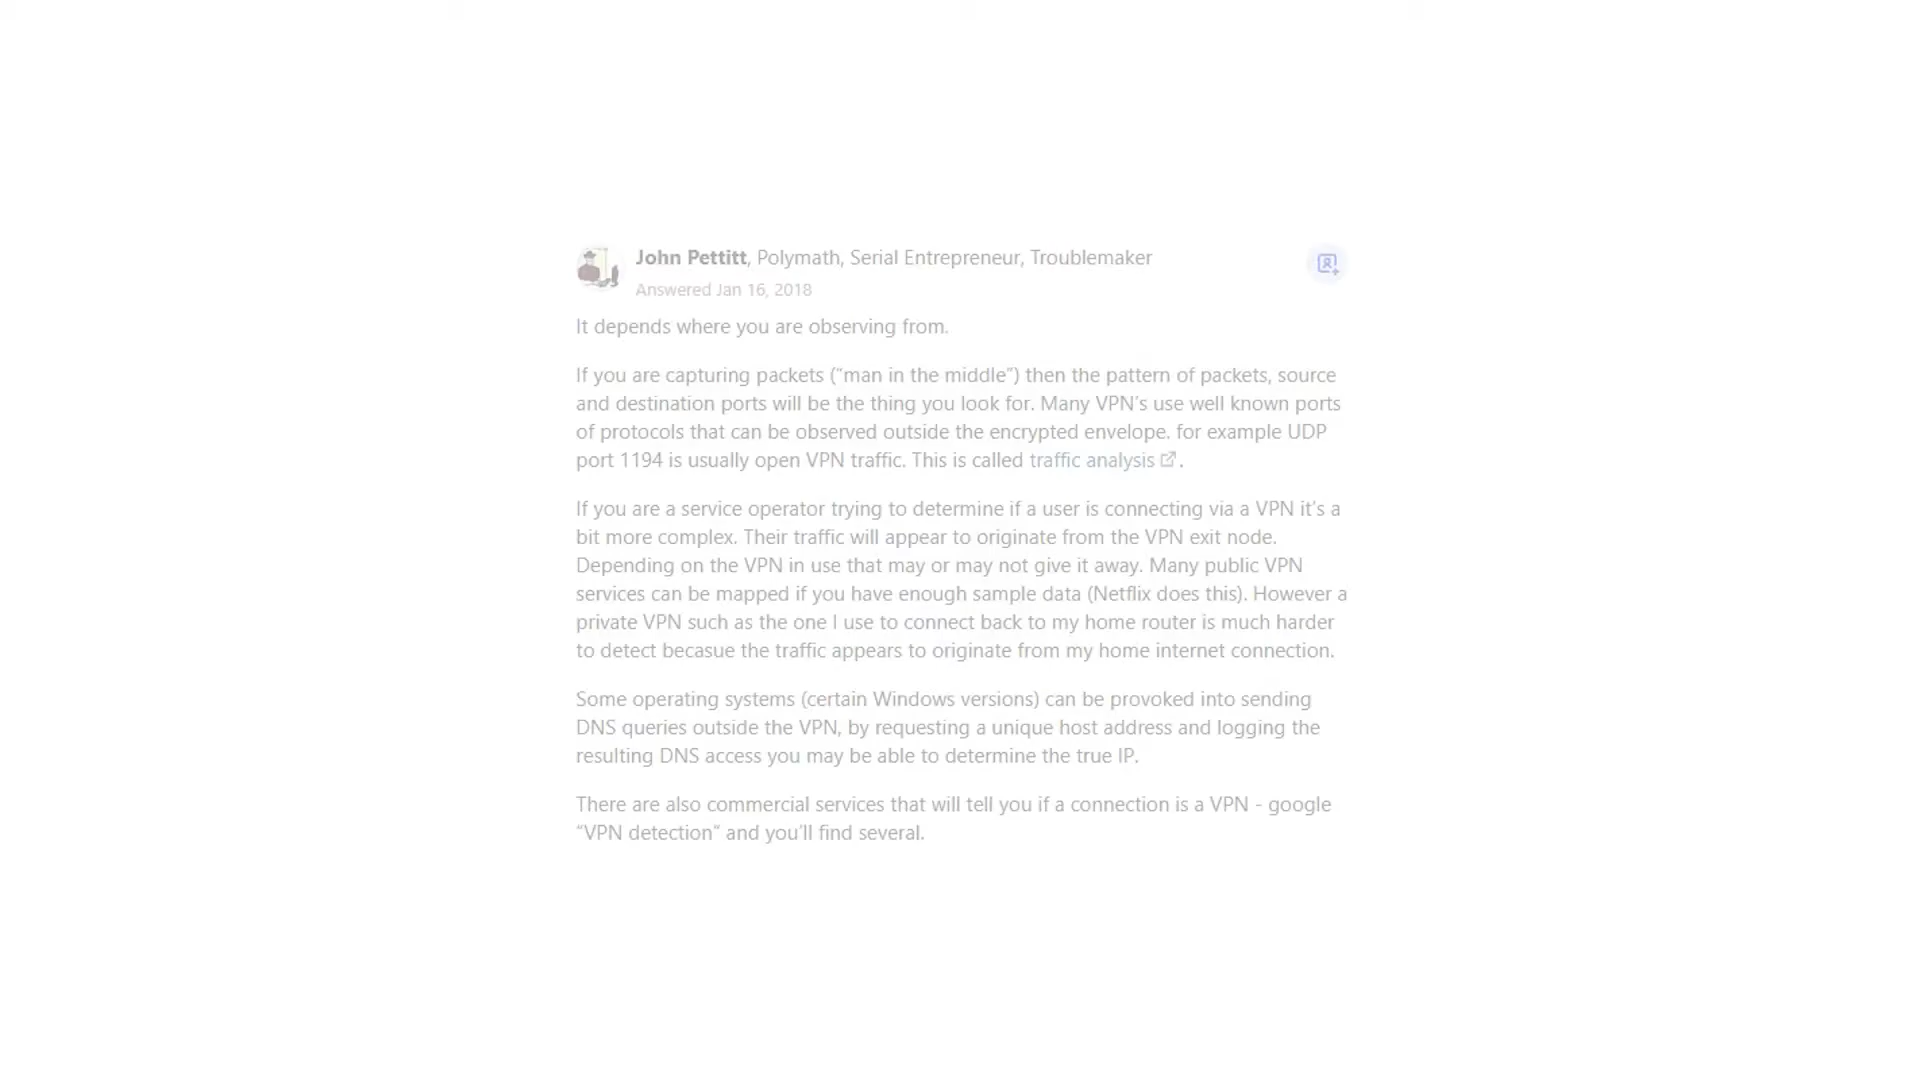 John Pettitt, Polymath, Serial Entrepreneur, Troublemaker
Answered Jan 16, 2018
It depends where you are observing from.
If you are capturing packets (“man in the middle”) then the pattern of packets, source
and destination ports will be the thing you look for. Many VPN’s use well known ports
of protocols that can be observed outside the encrypted envelope. for example UDP
port 1194 is usually open VPN traffic. This is called traffic analysis.
If you are a service operator trying to determine if a user is connecting via a VPN it’s a
bit more complex. Their traffic will appear to originate from the VPN exit node.
Depending on the VPN in use that may or may not give it away. Many public VPN
services can be mapped if you have enough sample data (Netflix does this). However a
private VPN such as the one I use to connect back to my home router is much harder
to detect becasue the traffic appears to originate from my home internet connection.
Some operating systems (certain Windows versions) can be provoked into sending
DNS queries outside the VPN, by requesting a unique host address and logging the
resulting DNS access you may be able to determine the true IP.
There are also commercial services that will tell you if a connection is a VPN - google
“VPN detection” and you’ll find several.